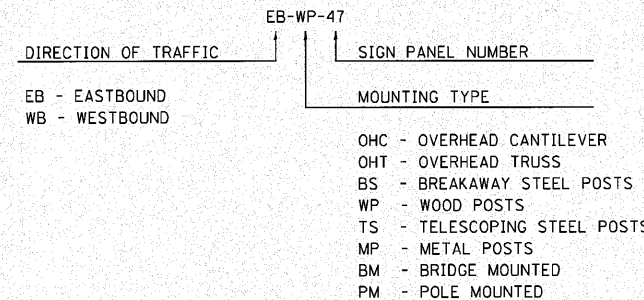 EB-WP-47
DIRECTION OF TRAFFIC
SIGN PANEL NUMBER
EB - EASTBOUND
WB - WESTBOUND
MOUNTING TYPE
OHC - OVERHEAD CANTILEVER
OHT - OVERHEAD TRUSS
BS - BREAKAWAY STEEL POSTS
WP - WOOD POSTS
TS - TELESCOPING STEEL POSTS
MP - METAL POSTS
BM - BRIDGE MOUNTED
PM - POLE MOUNTED